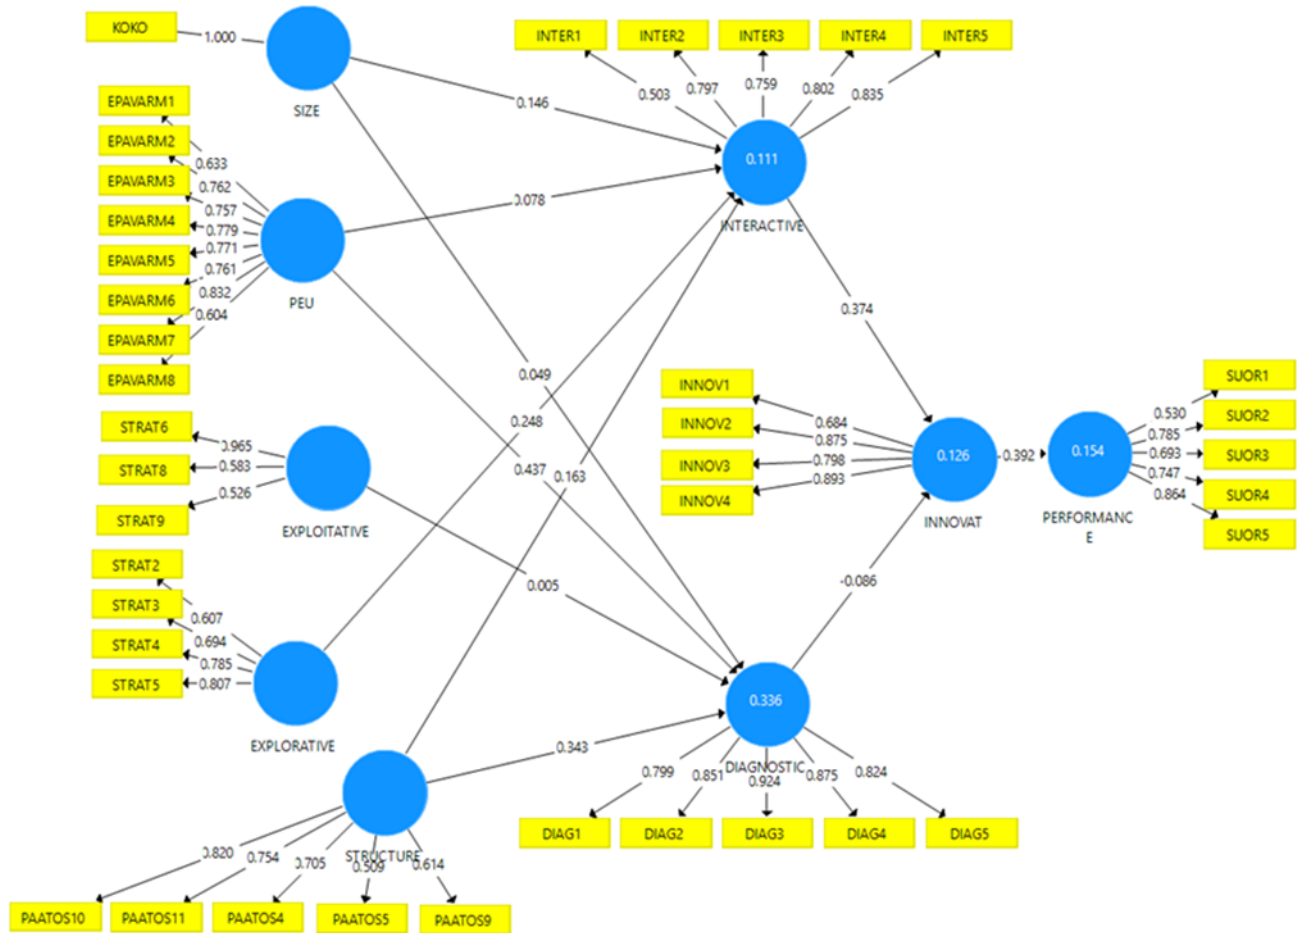 KOKO
1.000
SIZE
EPAVARM1
EPAVARM2
EPAVARM3
EPAVARM4
EPAVARM5
EPAVARM6
EPAVARM7
EPAVARM8
0.633
0.762
0.757
0.779
0.771
0.761
0.832
0.604
PEU
STRAT6
STRAT8
STRAT9
0.965
0.583
0.526
EXPLOITATIVE
STRAT2
STRAT3
STRAT4
STRAT5
0.607
0.694
0.785
0.807
EXPLORATIVE
STRUCTURE
0.820
0.754
0.705
0.509
0.614
PAATOS10
PAATOS11
PAATOS4
PAATOS5
PAATOS9
0.146
0.078
0.049
0.248
0.437
0.163
0.005
0.343
INTER1
INTER2
INTER3
INTER4
INTER5
0.503
0.797
0.759
0.802
0.835
0.111
INTERACTIVE
0.374
INNOV1
INNOV2
INNOV3
INNOV4
0.684
0.875
0.798
0.893
0.126
INNOVAT
0.392
0.154
PERFORMANC
E
0.530
0.785
0.693
0.747
0.864
SUOR1
SUOR2
SUOR3
SUOR4
SUOR5
-0.086
0.336
DIAGNOSTIC
0.799
0.851
0.924
0.875
0.824
DIAG1
DIAG2
DIAG3
DIAG4
DIAG5